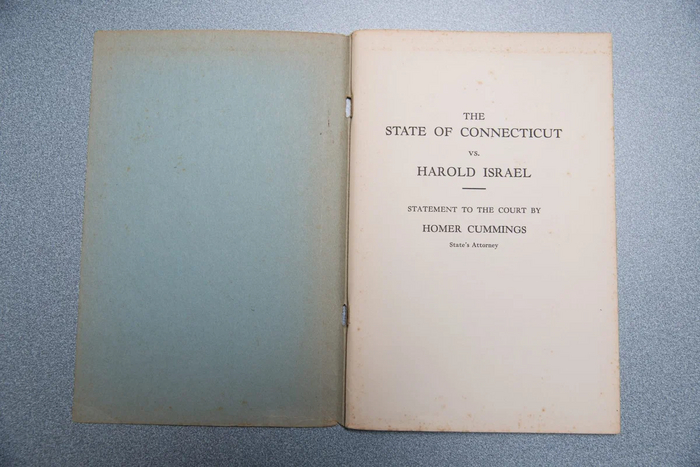 THE
STATE OF CONNECTICUT
vs.
HAROLD ISRAEL
STATEMENT TO THE COURT BY
HOMER CUMMINGS
State's Attorney